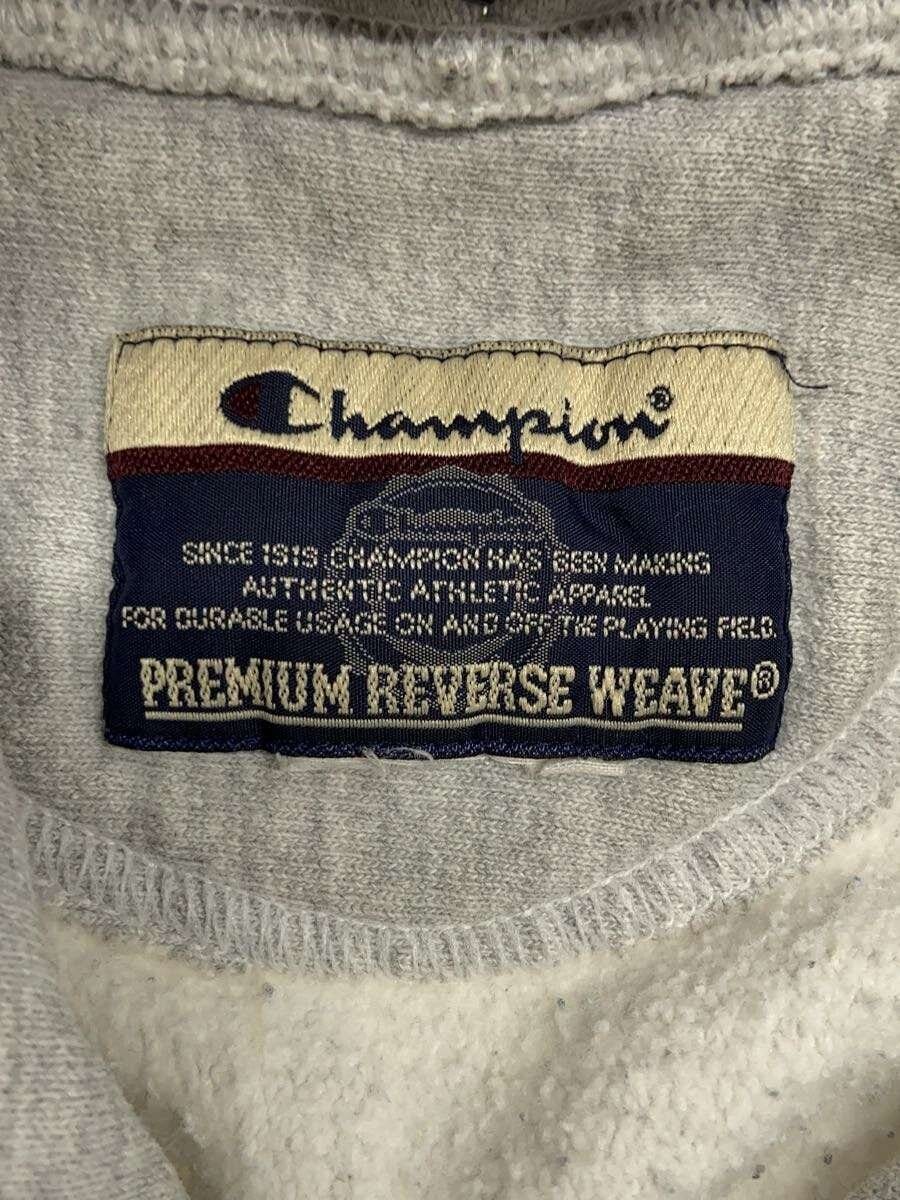 Champion®
SINCE 1919 CHAMPION HAS BEEN MAKING
AUTHENTIC ATHLETIC APPAREL
FOR DURABLE USAGE ON AND OFF THE PLAYING FIELD.
PREMIUM REVERSE WEAVE®